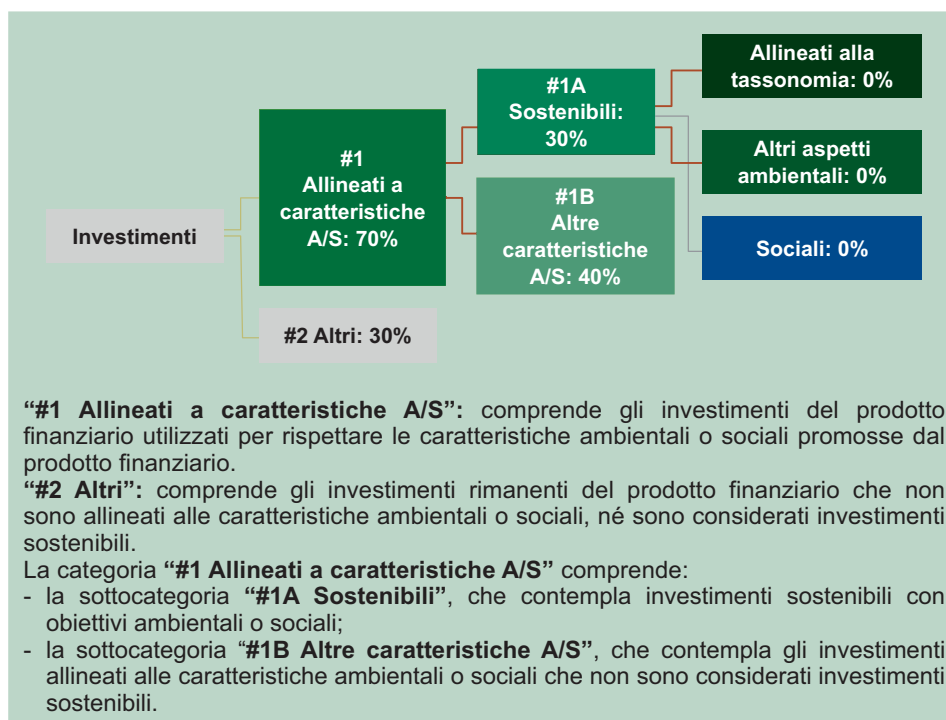 Investimenti
#1
Allineati a
caratteristiche
A/S: 70%
#2 Altri: 30%
#1A
Sostenibili:
30%
#1B
Altre
caratteristiche
A/S: 40%
Allineati alla
tassonomia: 0%
Altri aspetti
ambientali: 0%
Sociali: 0%
“#1 Allineati a caratteristiche A/S”: comprende gli investimenti del prodotto
finanziario utilizzati per rispettare le caratteristiche ambientali o sociali promosse dal
prodotto finanziario.
“#2 Altri”: comprende gli investimenti rimanenti del prodotto finanziario che non
sono allineati alle caratteristiche ambientali o sociali, né sono considerati investimenti
sostenibili.
La categoria “#1 Allineati a caratteristiche A/S” comprende:
- la sottocategoria “#1A Sostenibili”, che contempla investimenti sostenibili con
obiettivi ambientali o sociali;
- la sottocategoria “#1B Altre caratteristiche A/S”, che contempla gli investimenti
allineati alle caratteristiche ambientali o sociali che non sono considerati investimenti
sostenibili.